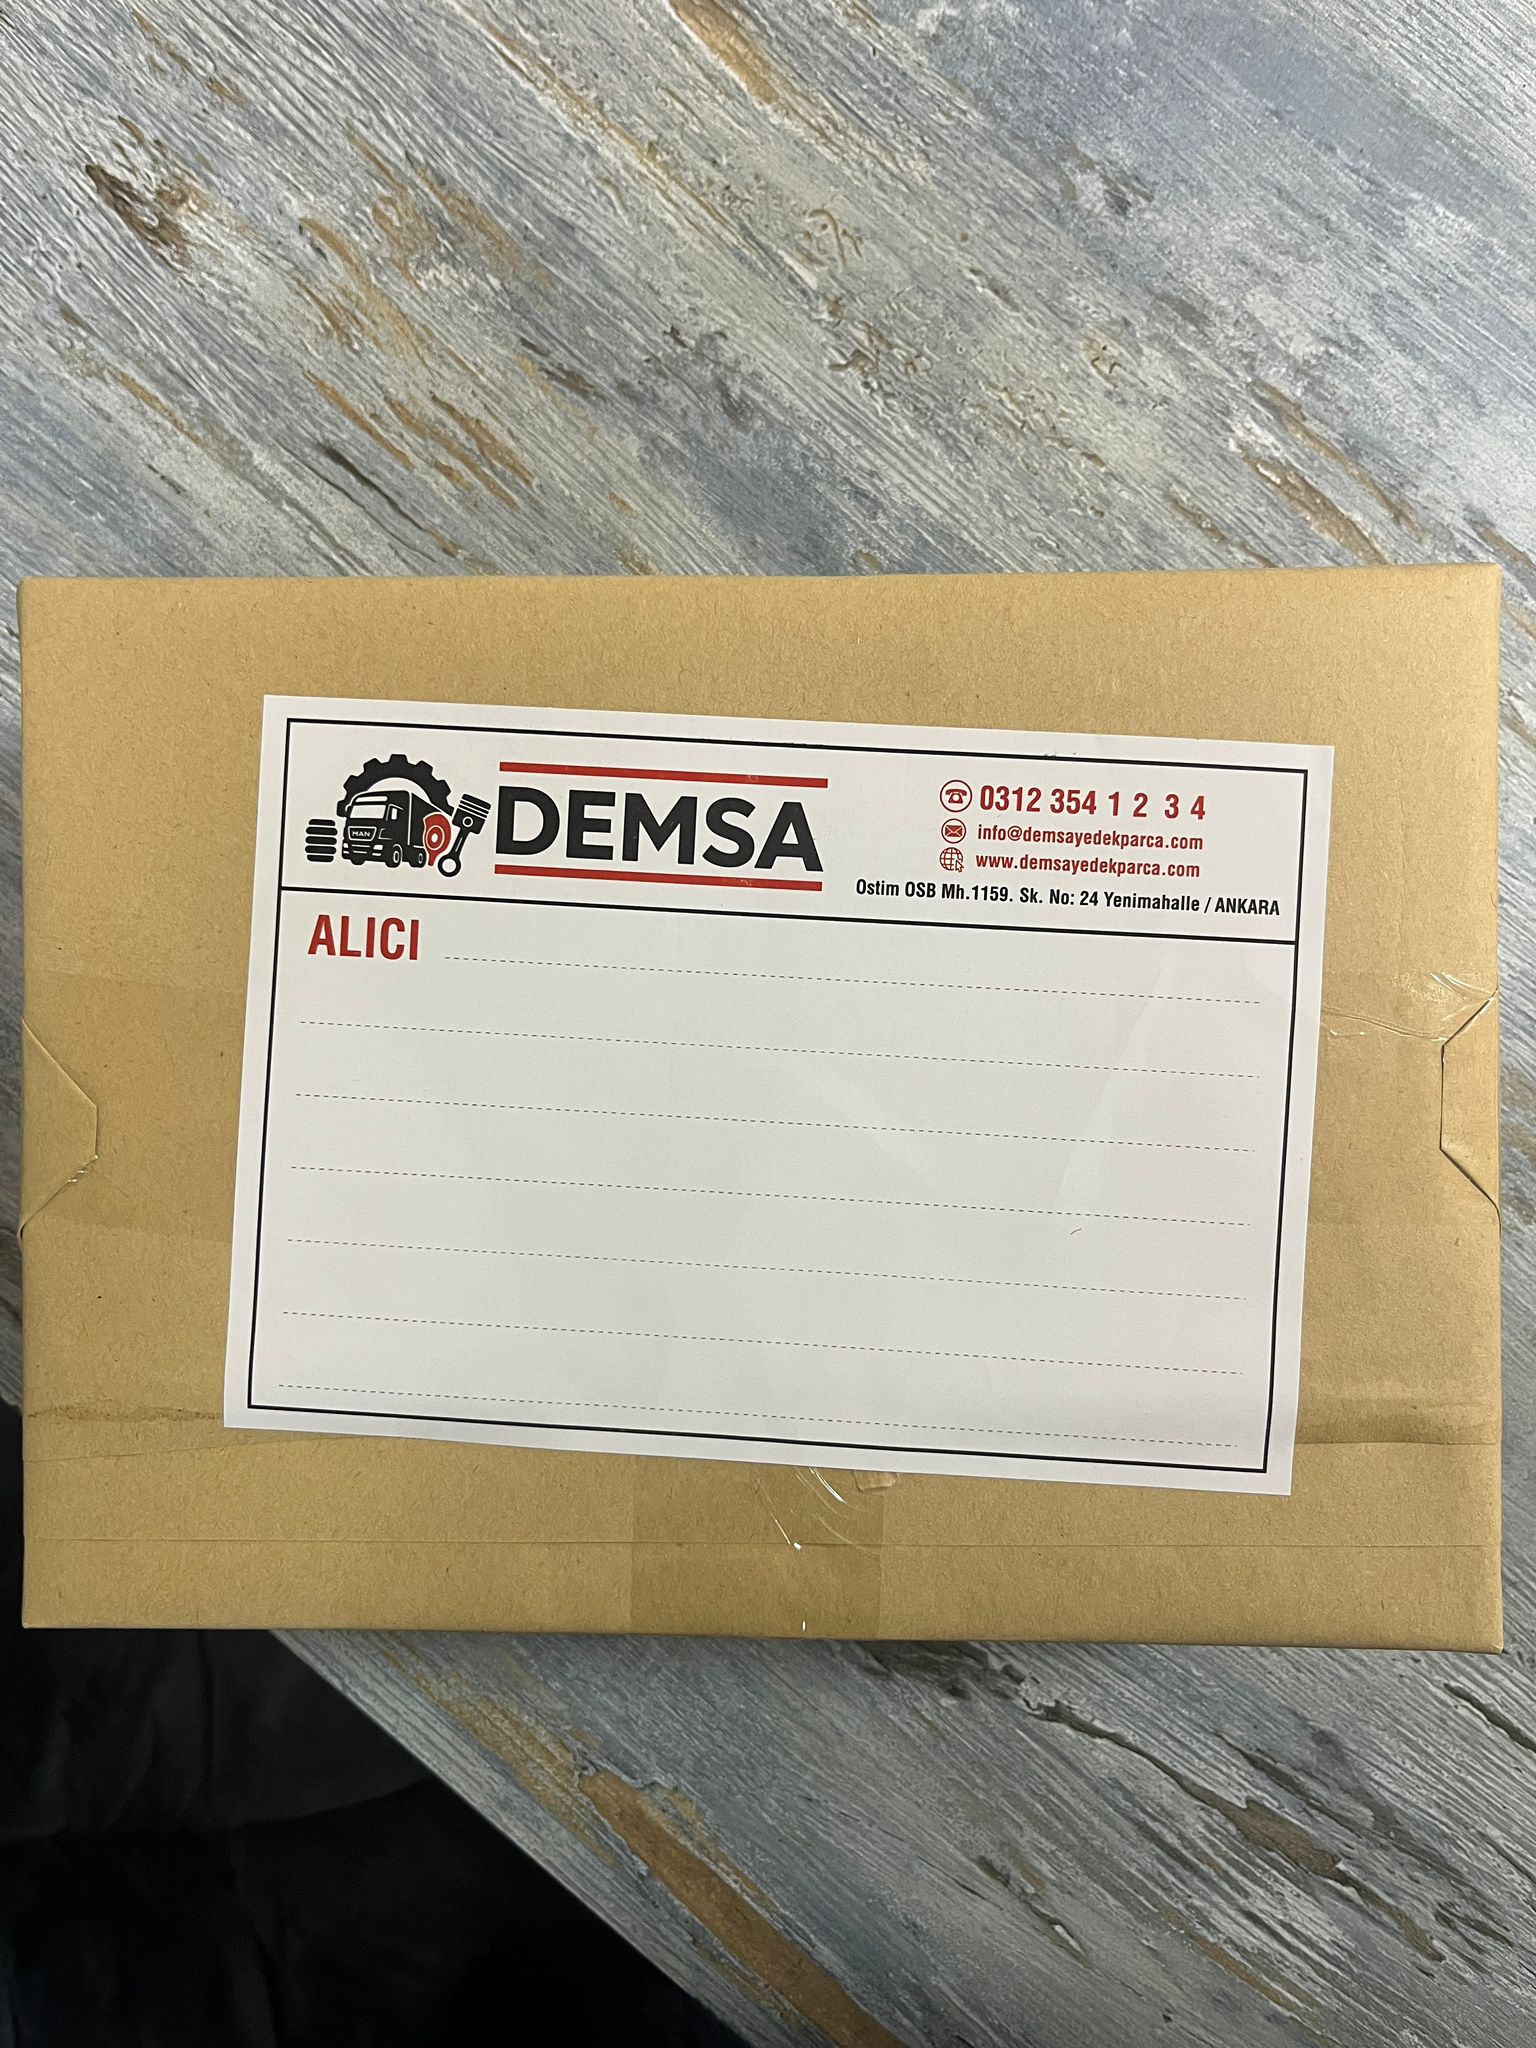 MAN
DEMSA
0312 354 1 2 3 4
info@demsayedekparca.com
www.demsayedekparca.com
Ostim OSB Mh.1159. Sk. No: 24 Yenimahalle / ANKARA
ALICI